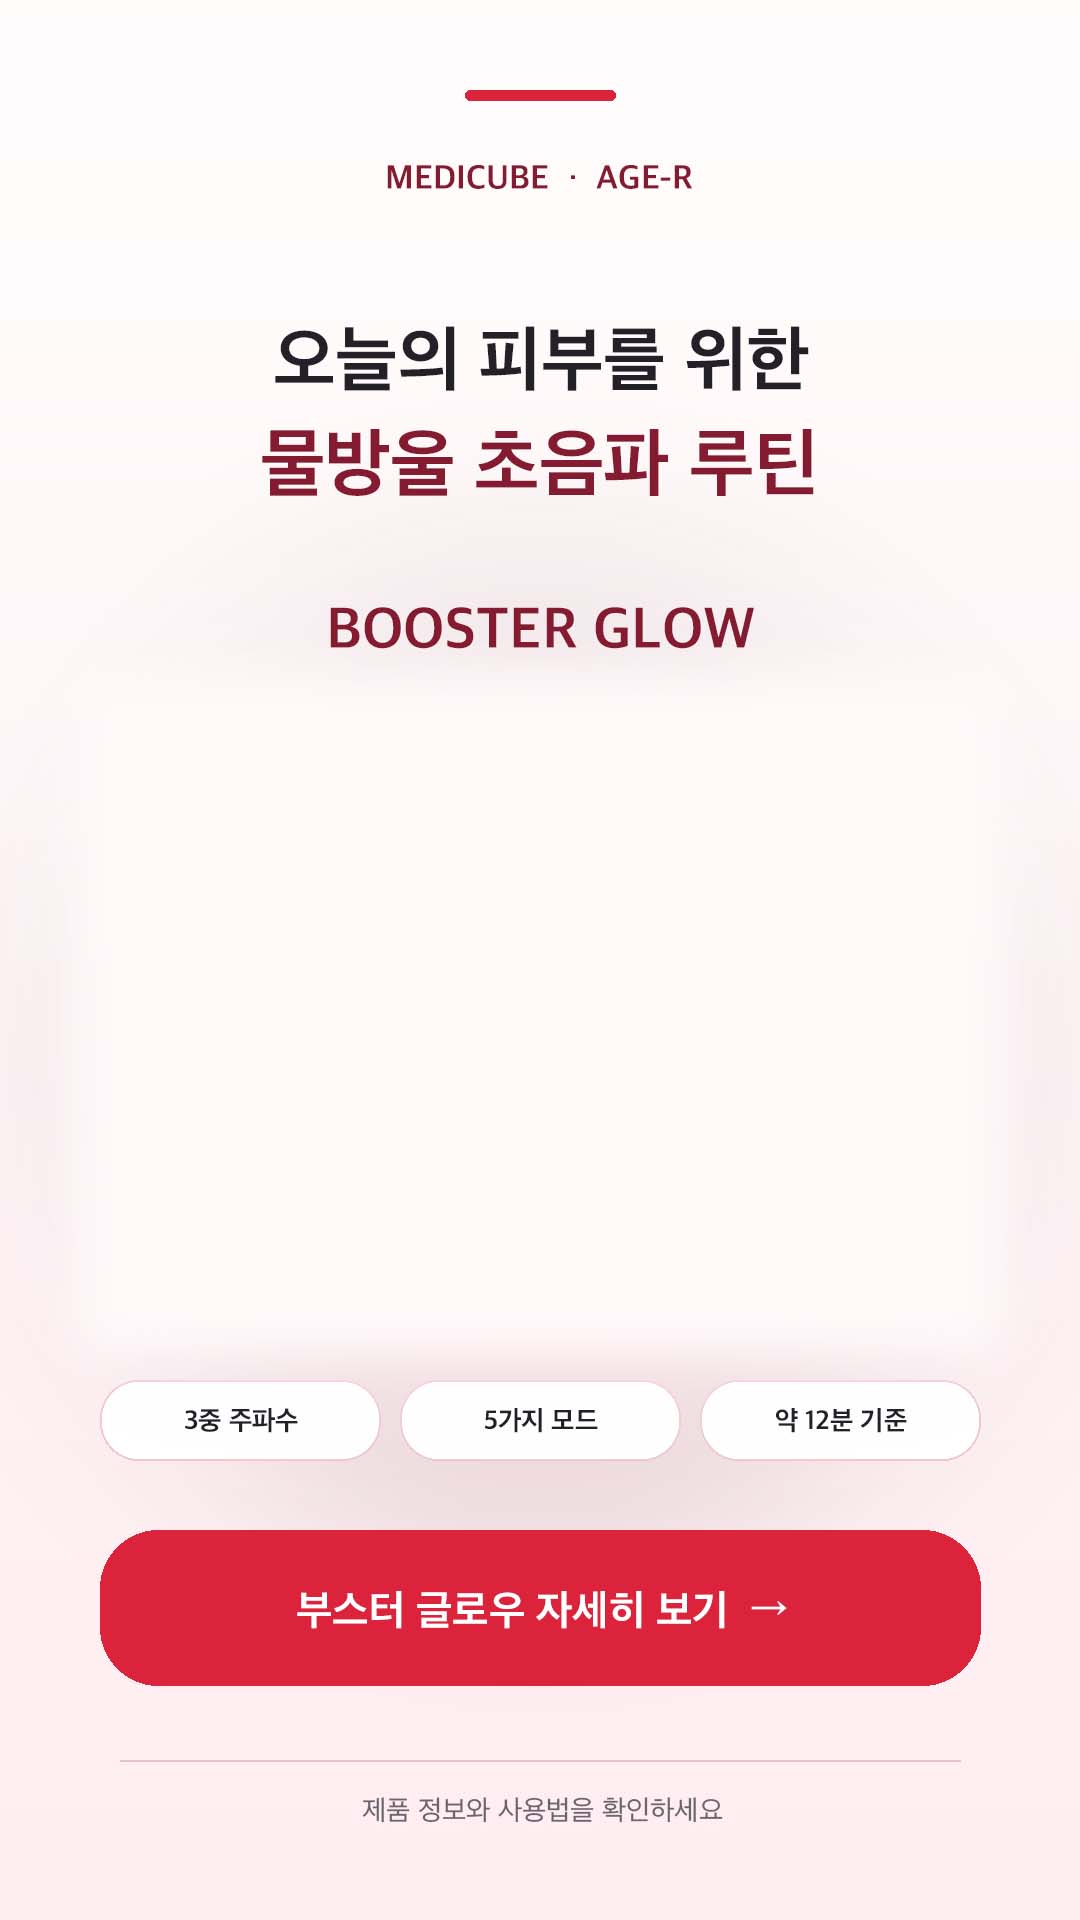 MEDICUBE · AGE-R
오늘의 피부를 위한
물방울 초음파 루틴
BOOSTER GLOW
3중 주파수
5가지 모드
약 12분 기준
부스터 글로우 자세히 보기 →
제품 정보와 사용법을 확인하세요